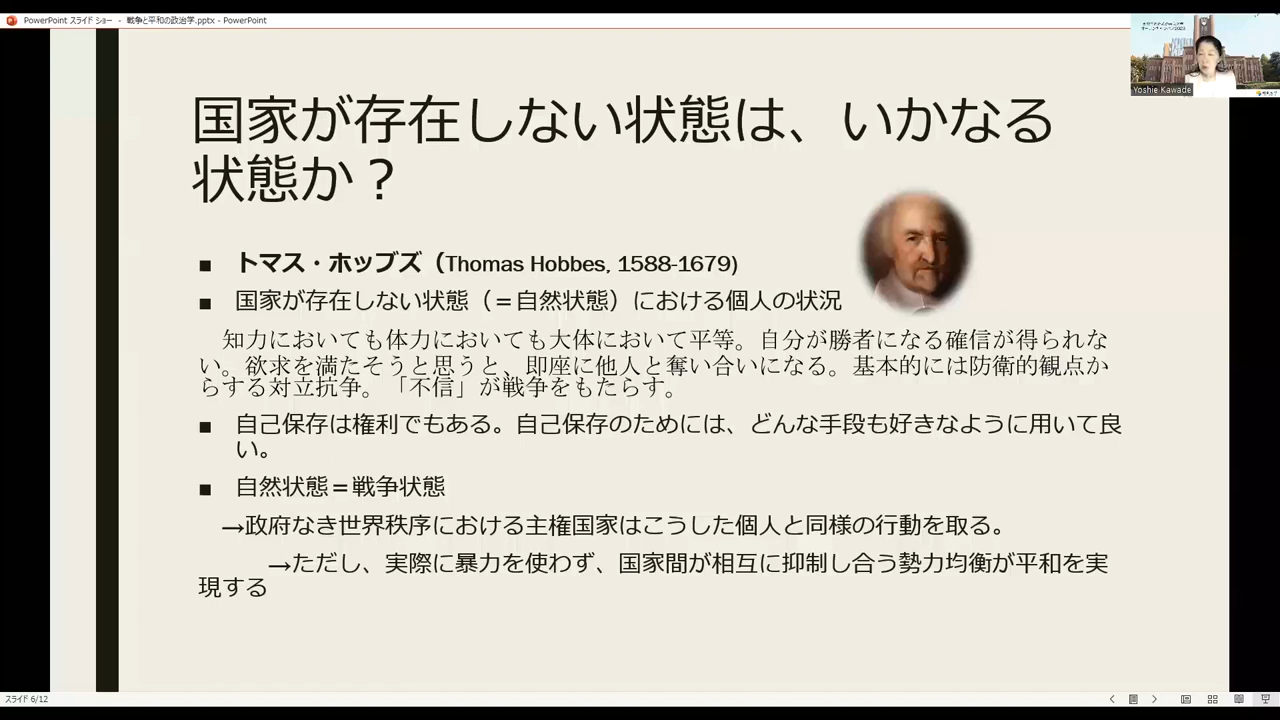 PowerPoint スライド ショー - 戦争と平和の政治学.pptx - PowerPoint
Yoshie Kawade
国家が存在しない状態は、いかなる
状態か？
■ トマス・ホッブズ（Thomas Hobbes, 1588-1679)
■ 国家が存在しない状態（＝自然状態）における個人の状況
知力においても体力においても大体において平等。自分が勝者になる確信が得られな
い。欲求を満たそうと思うと、即座に他人と奪い合いになる。基本的には防衛的観点か
らする対立抗争。「不信」が戦争をもたらす。
■ 自己保存は権利でもある。自己保存のためには、どんな手段も好きなように用いて良
い。
■ 自然状態＝戦争状態
→政府なき世界秩序における主権国家はこうした個人と同様の行動を取る。
→ただし、実際に暴力を使わず、国家間が相互に抑制し合う勢力均衡が平和を実
現する
スライド 6/12